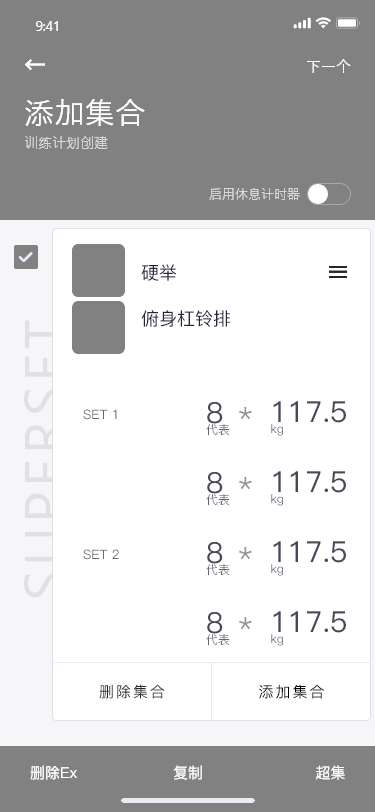 9:41
下一个
添加集合
训练计划创建
启用休息计时器
SUPERSET
硬举
俯身杠铃排
SET 1 8 * 117.5
代表 kg
8 * 117.5
代表 kg
SET 2 8 * 117.5
代表 kg
8 * 117.5
代表 kg
删除集合 添加集合
删除Ex 复制 超集